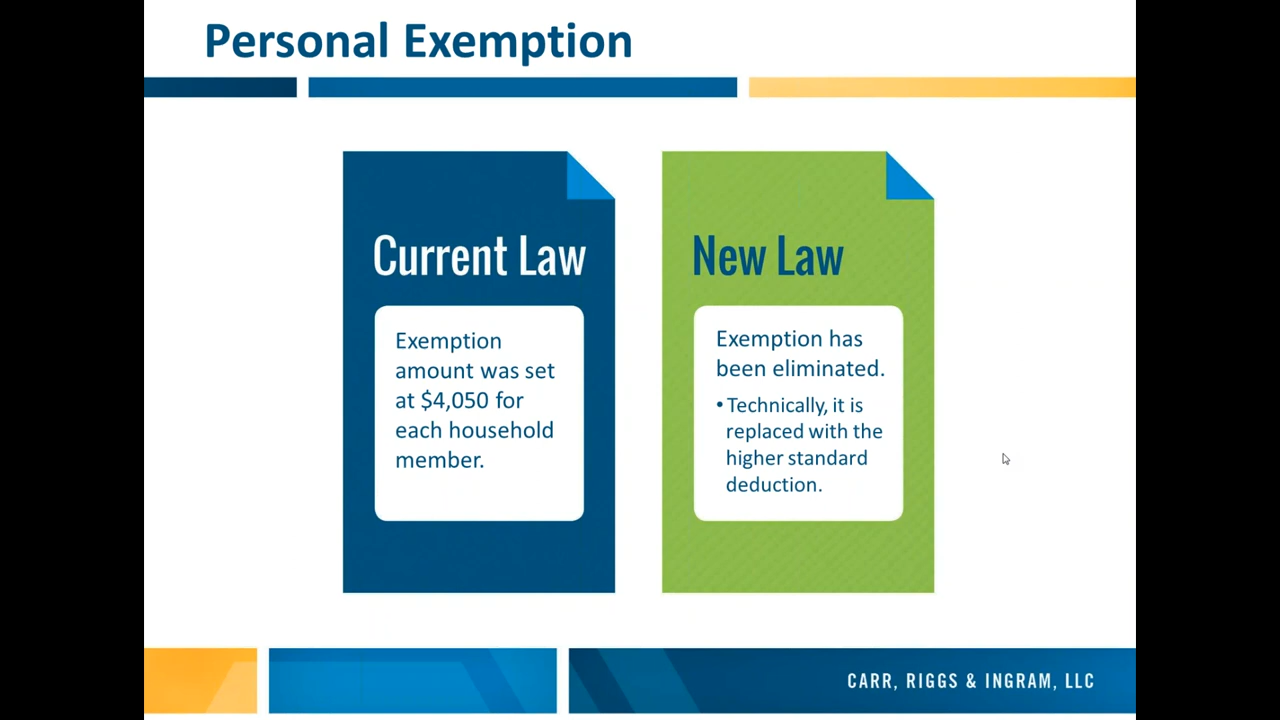 Personal Exemption
Current Law
Exemption
amount was set
at $4,050 for
each household
member.
New Law
Exemption has
been eliminated.
• Technically, it is
replaced with the
higher standard
deduction.
CARR, RIGGS & INGRAM, LLC